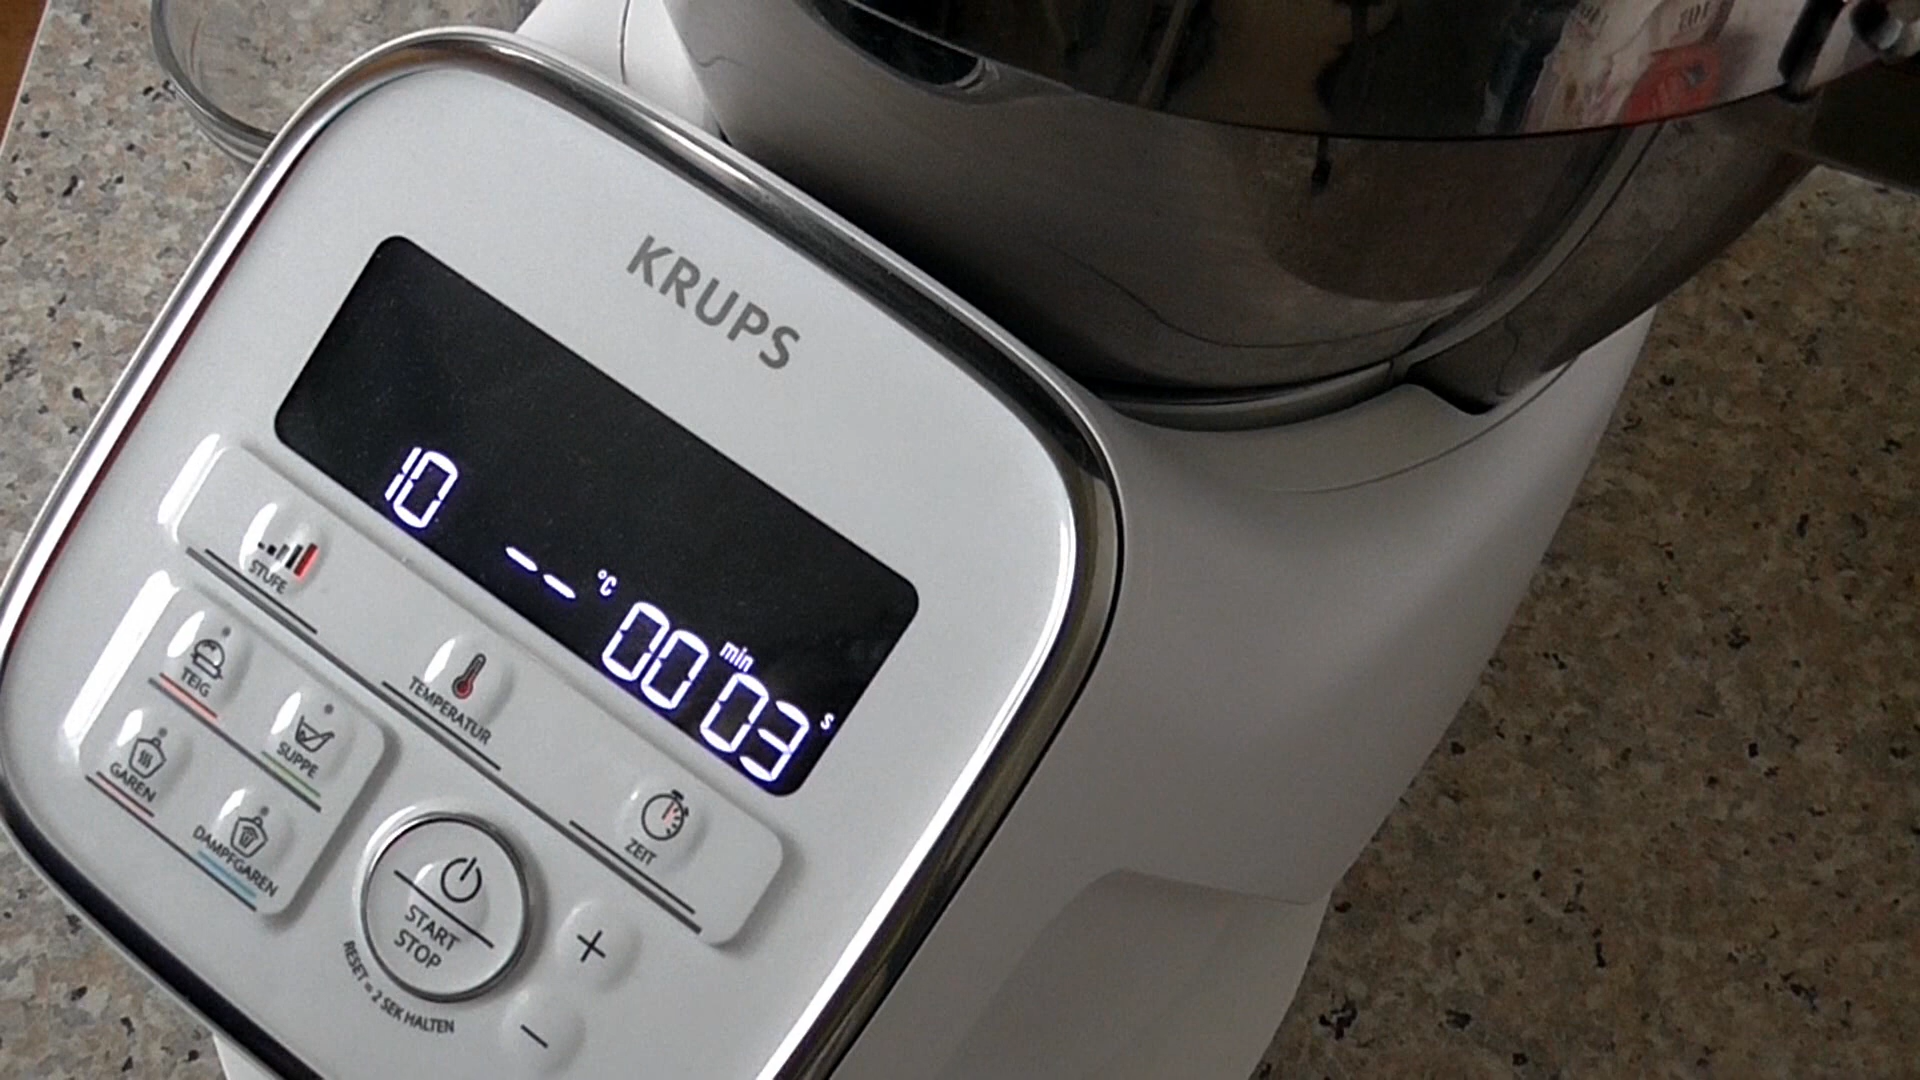 KRUPS
10
-- °C
00 min 03 s
STUFE
TEMPERATUR
ZEIT
TEIG
SUPPE
GAREN
DAMPFGAREN
START
STOP
RESET = 2 SEK HALTEN
+
−